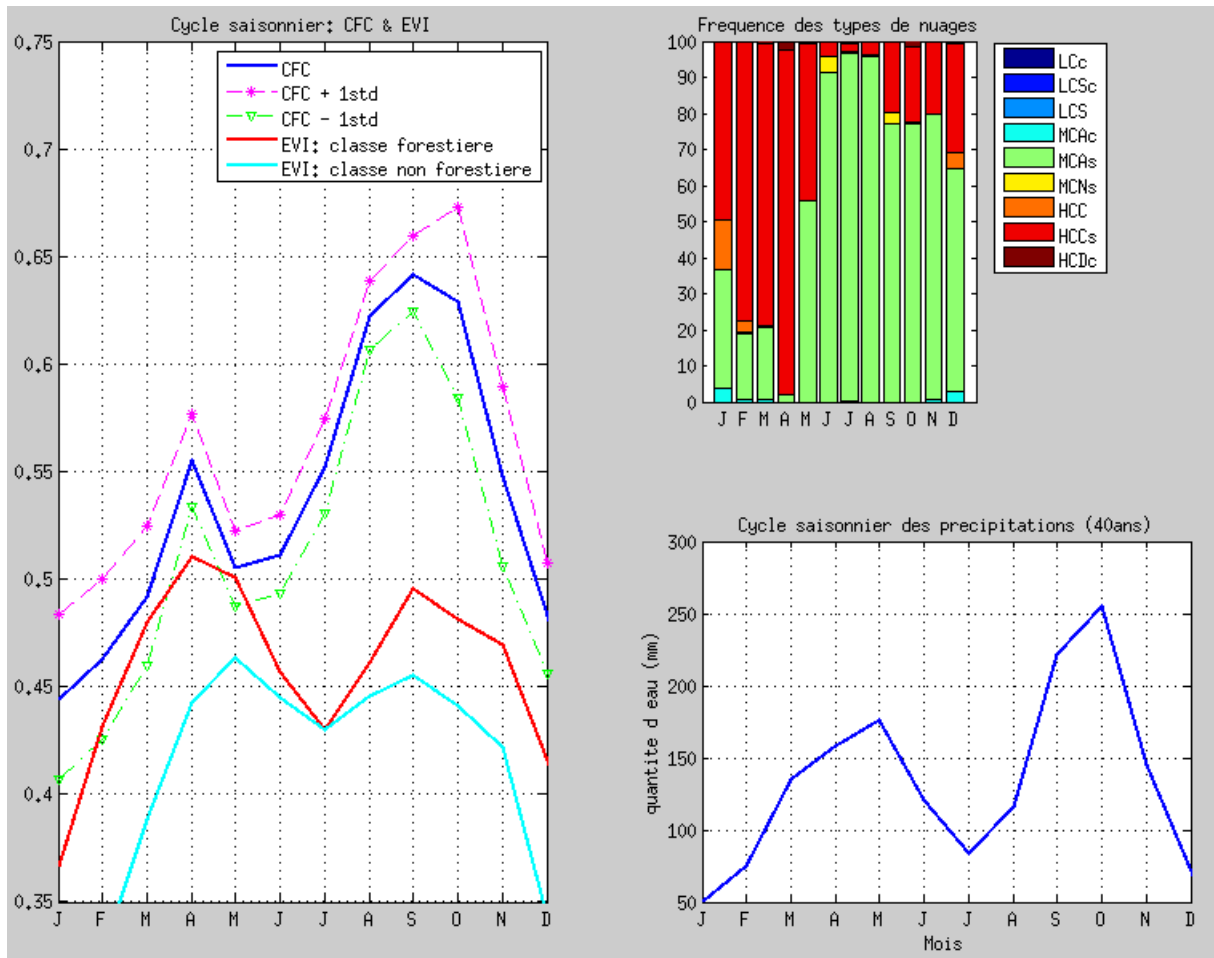 Cycle saisonnier: CFC & EVI
0.75
0.7
0.65
0.6
0.55
0.5
0.45
0.4
0.35
J F M A M J J A S O N D
CFC
CFC + 1std
CFC - 1std
EVI: classe forestiere
EVI: classe non forestiere
Frequence des types de nuages
100
90
80
70
60
50
40
30
20
10
0
J F M A M J J A S O N D
LCc
LCSc
LCS
MCAc
MCAs
MCNs
HCC
HCCs
HCDc
Cycle saisonnier des precipitations (40ans)
quantite d eau (mm)
300
250
200
150
100
50
J F M A M J J A S O N D
Mois